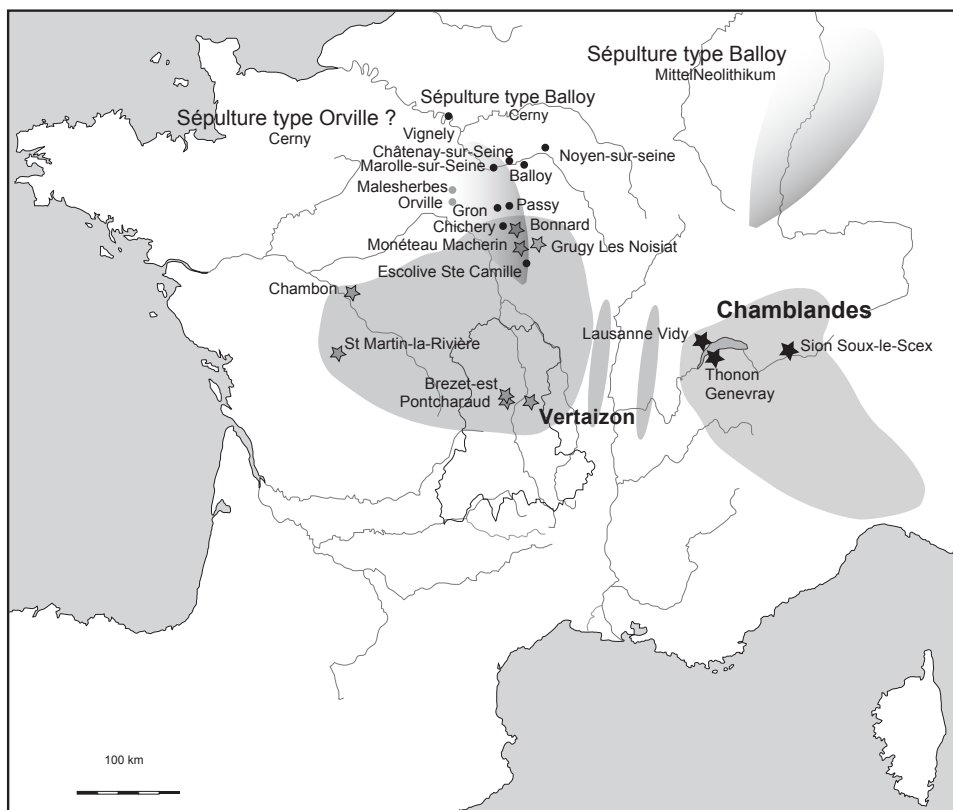 Sépulture type Balloy
MittelNeolithikum
Sépulture type Balloy
Cerny
Sépulture type Orville ?
Cerny
Vignely
Châtenay-sur-Seine
Noyen-sur-seine
Marolle-sur-Seine
Balloy
Malesherbes
Orville
Gron
Passy
Chichery
Bonnard
Monéteau Macherin
Grugy Les Noisiat
Escolive Ste Camille
Chambon
Chamblandes
Lausanne Vidy
St Martin-la-Rivière
Sion Soux-le-Scex
Thonon
Genevray
Brezet-est
Pontcharaud
Vertaizon
100 km